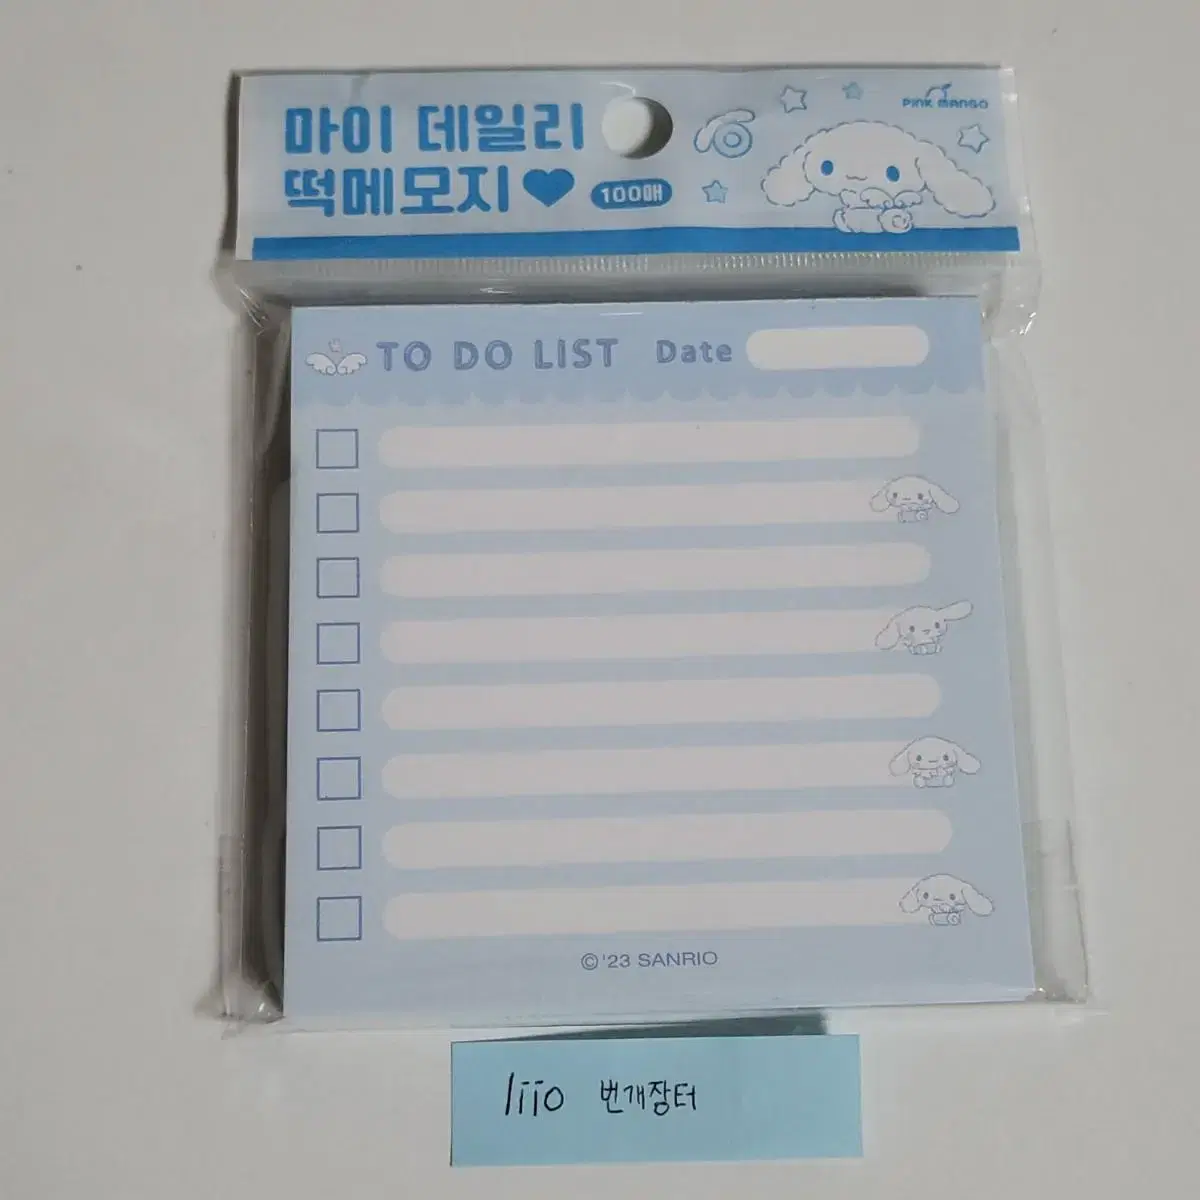 마이 데일리
떡메모지♥ 100매
PINK MANGO
TO DO LIST Date
©'23 SANRIO
liio 번개장터